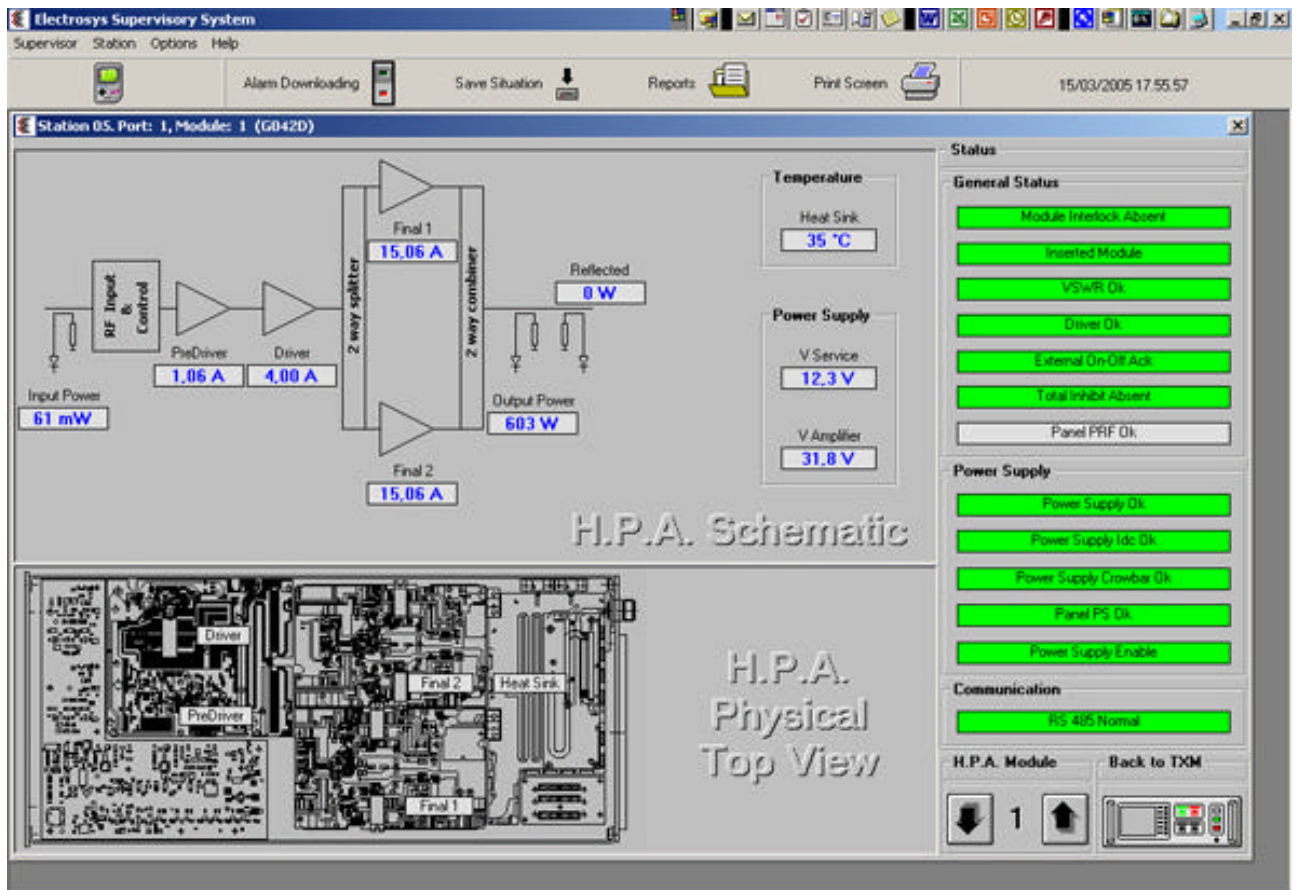 Electrosys Supervisory System
Supervisor Station Options Help
Alarm Downloading
Save Situation
Reports
Print Screen
15/03/2005 17.55.57
Station 05. Port: 1, Module: 1 (G042D)
RF Input
&
Control
PreDriver
1,06 A
Driver
4,00 A
Input Power
61 mW
2 way splitter
Final 1
15,06 A
Final 2
15,06 A
2 way combiner
Reflected
0 W
Output Power
603 W
Temperature
Heat Sink
35 °C
Power Supply
V Service
12,3 V
V Amplifier
31,8 V
H.P.A. Schematic
Driver
PreDriver
Final 2
Heat Sink
Final 1
H.P.A.
Physical
Top View
Status
General Status
Module Interlock Absent
Inserted Module
VSWR Ok
Driver Ok
External On-Off Ack
Total Inhibit Absent
Panel PRF Ok
Power Supply
Power Supply Ok
Power Supply Idc Ok
Power Supply Crowbar Ok
Panel PS Ok
Power Supply Enable
Communication
RS 485 Normal
H.P.A. Module
1
Back to TXM